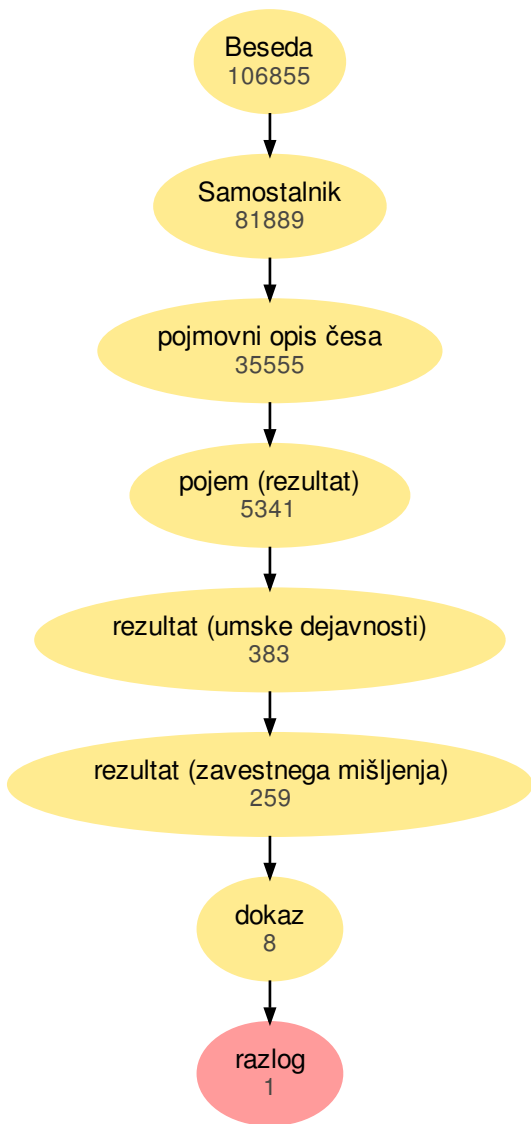 Beseda
106855
Samostalnik
81889
pojmovni opis česa
35555
pojem (rezultat)
5341
rezultat (umske dejavnosti)
383
rezultat (zavestnega mišljenja)
259
dokaz
8
razlog
1